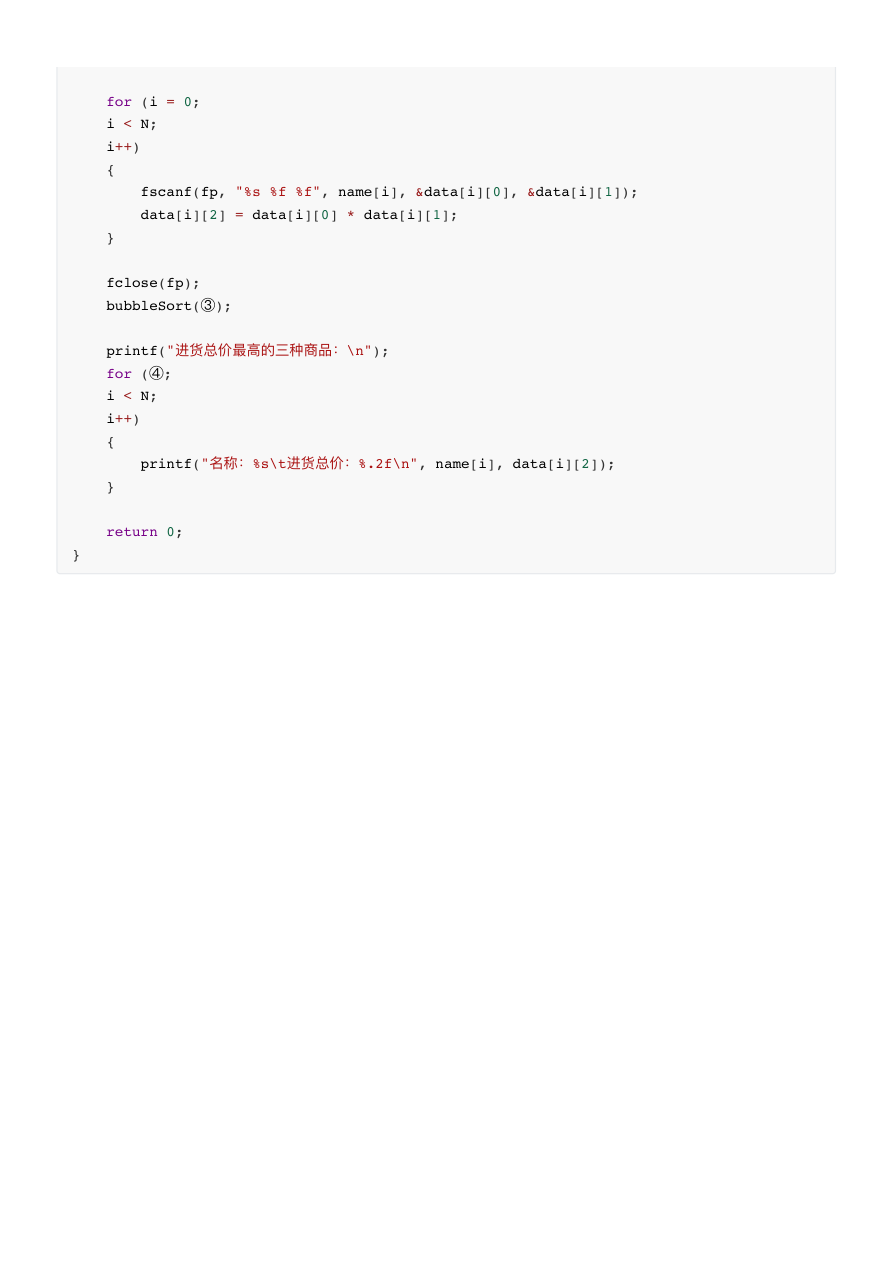 for (i = 0;
i < N;
i++)
{
fscanf(fp, "%s %f %f", name[i], &data[i][0], &data[i][1]);
data[i][2] = data[i][0] * data[i][1];
}
fclose(fp);
bubbleSort(③);
printf("进货总价最高的三种商品：\n");
for (④;
i < N;
i++)
{
printf("名称：%s\t进货总价：%.2f\n", name[i], data[i][2]);
}
return 0;
}